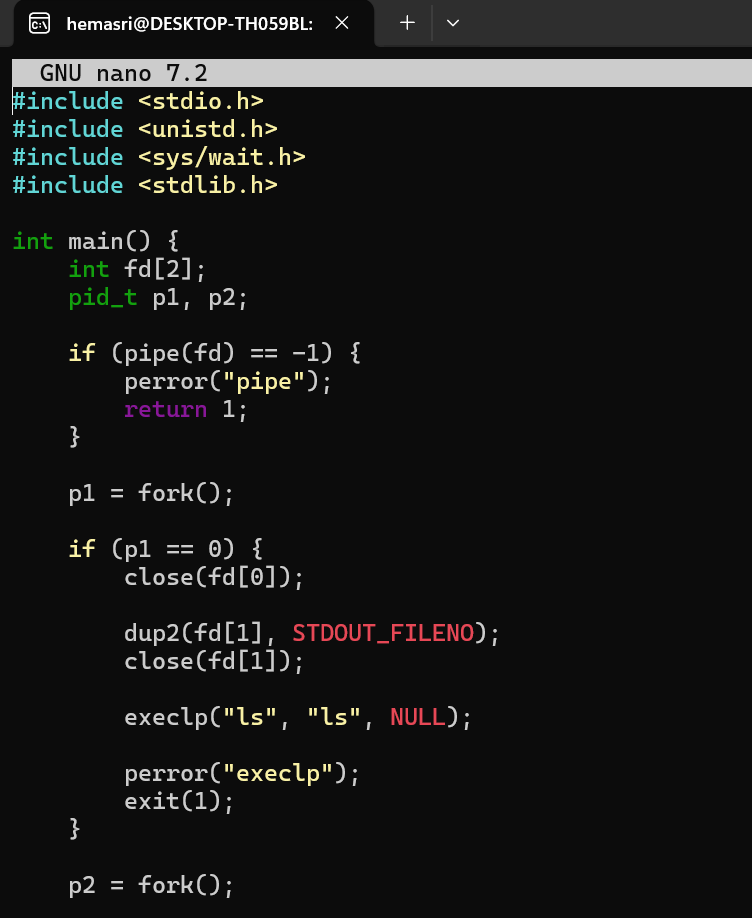 hemasri@DESKTOP-TH059BL:
GNU nano 7.2
#include <stdio.h>
#include <unistd.h>
#include <sys/wait.h>
#include <stdlib.h>

int main() {
    int fd[2];
    pid_t p1, p2;

    if (pipe(fd) == -1) {
        perror("pipe");
        return 1;
    }

    p1 = fork();

    if (p1 == 0) {
        close(fd[0]);

        dup2(fd[1], STDOUT_FILENO);
        close(fd[1]);

        execlp("ls", "ls", NULL);

        perror("execlp");
        exit(1);
    }

    p2 = fork();